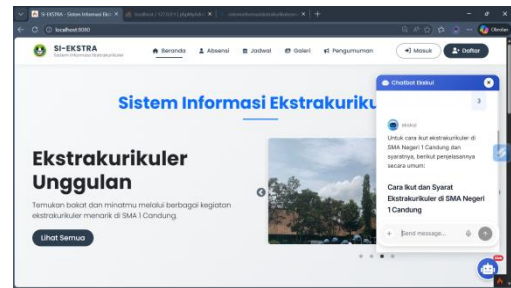 SI-EKSTRA - Sistem Informasi Eks
localhost:8080
SI-EKSTRA
Sistem Informasi Ekstrakurikuler
Beranda
Absensi
Jadwal
Galeri
Pengumuman
Masuk
Daftar
Sistem Informasi Ekstrakuriku
Ekstrakurikuler
Unggulan
Temukan bakat dan minatmu melalui berbagai kegiatan
ekstrakurikuler menarik di SMA 1 Candung.
Lihat Semua
Chatbot Ekskul
3
ekskul
Untuk cara ikut ekstrakurikuler di
SMA Negeri 1 Candung dan
syaratnya, berikut penjelasannya
secara umum:
Cara Ikut dan Syarat
Ekstrakurikuler di SMA Negeri
1 Candung
Send message...